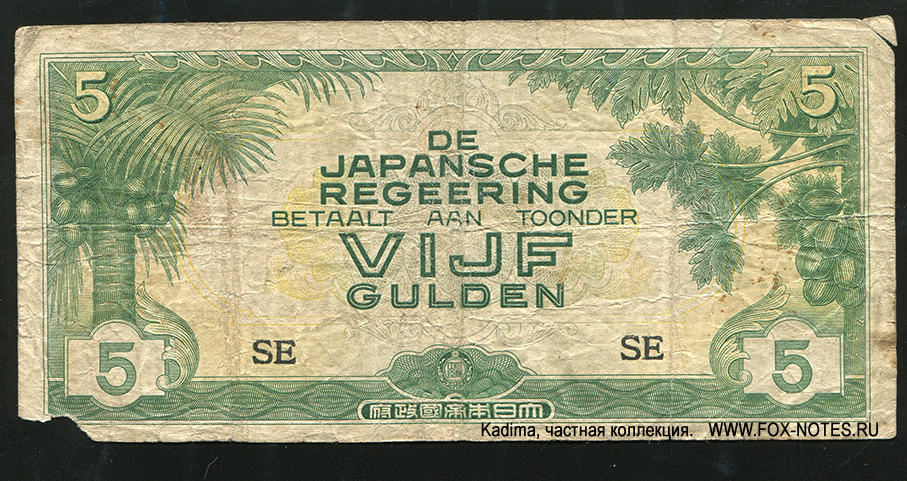 5 5
DE
JAPANSCHE
REGEERING
BETAALT AAN TOONDER
VIJF
GULDEN
SE SE
5 5
府政國帝本日大
Kadima, частная коллекция. WWW.FOX-NOTES.RU